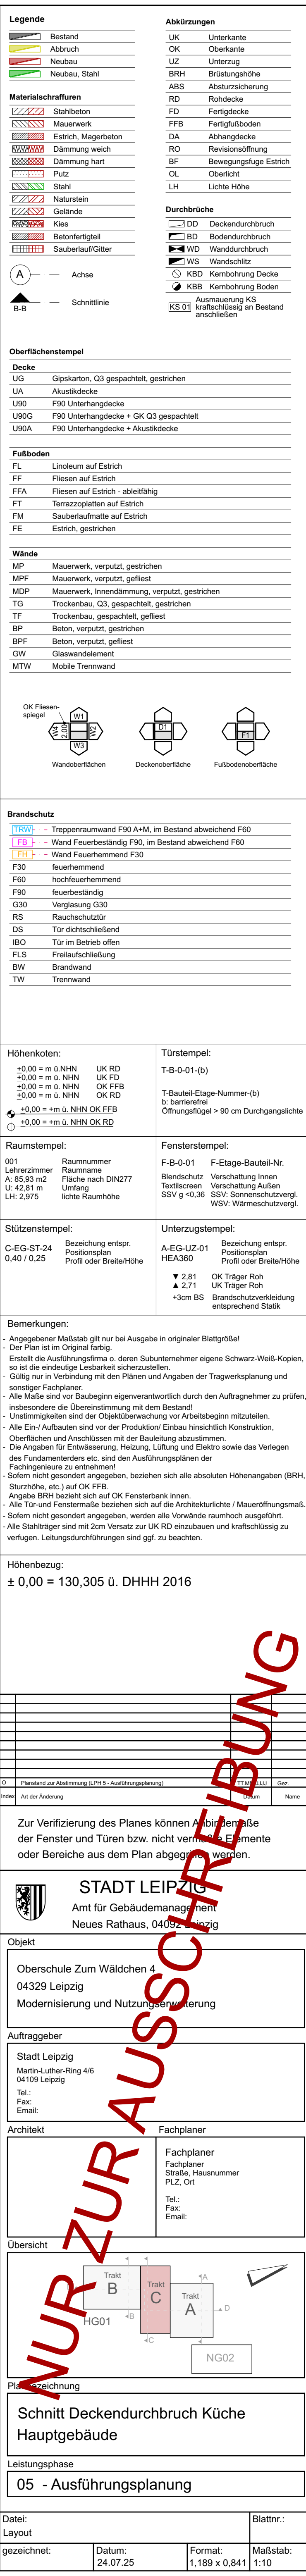 Legende
Bestand
Abbruch
Neubau
Neubau, Stahl
Materialschraffuren
Stahlbeton
Mauerwerk
Estrich, Magerbeton
Dämmung weich
Dämmung hart
Putz
Stahl
Naturstein
Gelände
Kies
Betonfertigteil
Sauberlauf/Gitter
A Achse
B-B Schnittlinie
Abkürzungen
UK Unterkante
OK Oberkante
UZ Unterzug
BRH Brüstungshöhe
ABS Absturzsicherung
RD Rohdecke
FD Fertigdecke
FFB Fertigfußboden
DA Abhangdecke
RO Revisionsöffnung
BF Bewegungsfuge Estrich
OL Oberlicht
LH Lichte Höhe
Durchbrüche
DD Deckendurchbruch
BD Bodendurchbruch
WD Wanddurchbruch
WS Wandschlitz
KBD Kernbohrung Decke
KBB Kernbohrung Boden
KS 01 Ausmauerung KS
kraftschlüssig an Bestand
anschließen
Oberflächenstempel
Decke
UG Gipskarton, Q3 gespachtelt, gestrichen
UA Akustikdecke
U90 F90 Unterhangdecke
U90G F90 Unterhangdecke + GK Q3 gespachtelt
U90A F90 Unterhangdecke + Akustikdecke
Fußboden
FL Linoleum auf Estrich
FF Fliesen auf Estrich
FFA Fliesen auf Estrich - ableitfähig
FT Terrazzoplatten auf Estrich
FM Sauberlaufmatte auf Estrich
FE Estrich, gestrichen
Wände
MP Mauerwerk, verputzt, gestrichen
MPF Mauerwerk, verputzt, gefliest
MDP Mauerwerk, Innendämmung, verputzt, gestrichen
TG Trockenbau, Q3, gespachtelt, gestrichen
TF Trockenbau, gespachtelt, gefliest
BP Beton, verputzt, gestrichen
BPF Beton, verputzt, gefliest
GW Glaswandelement
MTW Mobile Trennwand
OK Fliesen-
spiegel
W1
W4 2,00 W2
W3
D1
F1
Wandoberflächen Deckenoberfläche Fußbodenoberfläche
Brandschutz
TRW Treppenraumwand F90 A+M, im Bestand abweichend F60
FB Wand Feuerbeständig F90, im Bestand abweichend F60
FH Wand Feuerhemmend F30
F30 feuerhemmend
F60 hochfeuerhemmend
F90 feuerbeständig
G30 Verglasung G30
RS Rauchschutztür
DS Tür dichtschließend
IBO Tür im Betrieb offen
FLS Freilaufschließung
BW Brandwand
TW Trennwand
Höhenkoten:
+0,00 = m ü.NHN UK RD
+0,00 = m ü. NHN UK FD
+0,00 = m ü. NHN OK FFB
+0,00 = m ü. NHN OK RD
+0,00 = +m ü. NHN OK FFB
+0,00 = +m ü. NHN OK RD
Türstempel:
T-B-0-01-(b)
T-Bauteil-Etage-Nummer-(b)
b: barrierefrei
Öffnungsflügel > 90 cm Durchgangslichte
Raumstempel:
001 Raumnummer
Lehrerzimmer Raumname
A: 85,93 m2 Fläche nach DIN277
U: 42,81 m Umfang
LH: 2,975 lichte Raumhöhe
Fensterstempel:
F-B-0-01 F-Etage-Bauteil-Nr.
Blendschutz Verschattung Innen
Textilscreen Verschattung Außen
SSV g <0,36 SSV: Sonnenschutzvergl.
WSV: Wärmeschutzvergl.
Stützenstempel:
C-EG-ST-24
0,40 / 0,25
Bezeichung entspr.
Positionsplan
Profil oder Breite/Höhe
Unterzugstempel:
A-EG-UZ-01
HEA360
Bezeichung entspr.
Positionsplan
Profil oder Breite/Höhe
▼ 2,81 OK Träger Roh
▲ 2,71 UK Träger Roh
+3cm BS Brandschutzverkleidung
entsprechend Statik
Bemerkungen:
- Angegebener Maßstab gilt nur bei Ausgabe in originaler Blattgröße!
- Der Plan ist im Original farbig.
Erstellt die Ausführungsfirma o. deren Subunternehmer eigene Schwarz-Weiß-Kopien,
so ist die eindeutige Lesbarkeit sicherzustellen.
- Gültig nur in Verbindung mit den Plänen und Angaben der Tragwerksplanung und
sonstiger Fachplaner.
- Alle Maße sind vor Baubeginn eigenverantwortlich durch den Auftragnehmer zu prüfen,
insbesondere die Übereinstimmung mit dem Bestand!
- Unstimmigkeiten sind der Objektüberwachung vor Arbeitsbeginn mitzuteilen.
- Alle Ein-/ Aufbauten sind vor der Produktion/ Einbau hinsichtlich Konstruktion,
Oberflächen und Anschlüssen mit der Bauleitung abzustimmen.
- Die Angaben für Entwässerung, Heizung, Lüftung und Elektro sowie das Verlegen
des Fundamenterders etc. sind den Ausführungsplänen der
Fachingenieure zu entnehmen!
- Sofern nicht gesondert angegeben, beziehen sich alle absoluten Höhenangaben (BRH,
Sturzhöhe, etc.) auf OK FFB.
Angabe BRH bezieht sich auf OK Fensterbank innen.
- Alle Tür-und Fenstermaße beziehen sich auf die Architekturlichte / Maueröffnungsmaß.
- Sofern nicht gesondert angegeben, werden alle Vorwände raumhoch ausgeführt.
- Alle Stahlträger sind mit 2cm Versatz zur UK RD einzubauen und kraftschlüssig zu
verfugen. Leitungsdurchführungen sind ggf. zu beachten.
Höhenbezug:
± 0,00 = 130,305 ü. DHHH 2016
O Planstand zur Abstimmung (LPH 5 - Ausführungsplanung) TT.MM.JJJJ Gez.
Index Art der Änderung Datum Name
Zur Verifizierung des Planes können Anbindemaße
der Fenster und Türen bzw. nicht vermaßte Elemente
oder Bereiche aus dem Plan abgegriffen werden.
STADT LEIPZIG
Amt für Gebäudemanagement
Neues Rathaus, 04092 Leipzig
Objekt
Oberschule Zum Wäldchen 4
04329 Leipzig
Modernisierung und Nutzungserweiterung
Auftraggeber
Stadt Leipzig
Martin-Luther-Ring 4/6
04109 Leipzig
Tel.:
Fax:
Email:
Architekt
Fachplaner
Fachplaner
Fachplaner
Straße, Hausnummer
PLZ, Ort
Tel.:
Fax:
Email:
Übersicht
Trakt
B
Trakt
C
Trakt
A
A
B
C
D
HG01
NG02
Planbezeichnung
Schnitt Deckendurchbruch Küche
Hauptgebäude
Leistungsphase
05 - Ausführungsplanung
Datei:
Layout
Blattnr.:
gezeichnet:
Datum:
24.07.25
Format:
1,189 x 0,841
Maßstab:
1:10
NUR ZUR AUSSCHREIBUNG